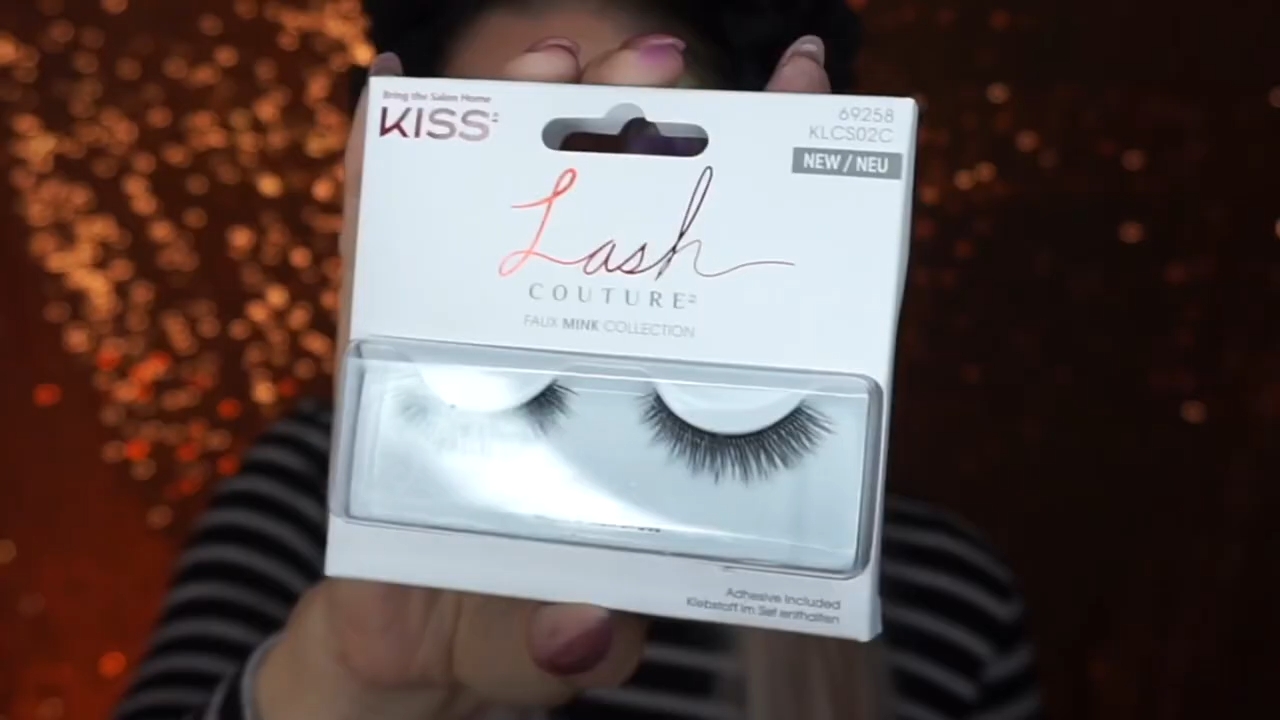 Bring the Salon Home
KISS
69258
KLCS02C
NEW / NEU
Lash
COUTURE
FAUX MINK COLLECTION
Adhesive included
Klebstoff im Set enthalten